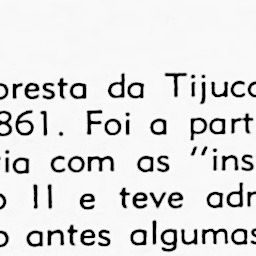 oresta da Tijuca
861. Foi a part
ia com as "ins
o II e teve adr
o antes algumas